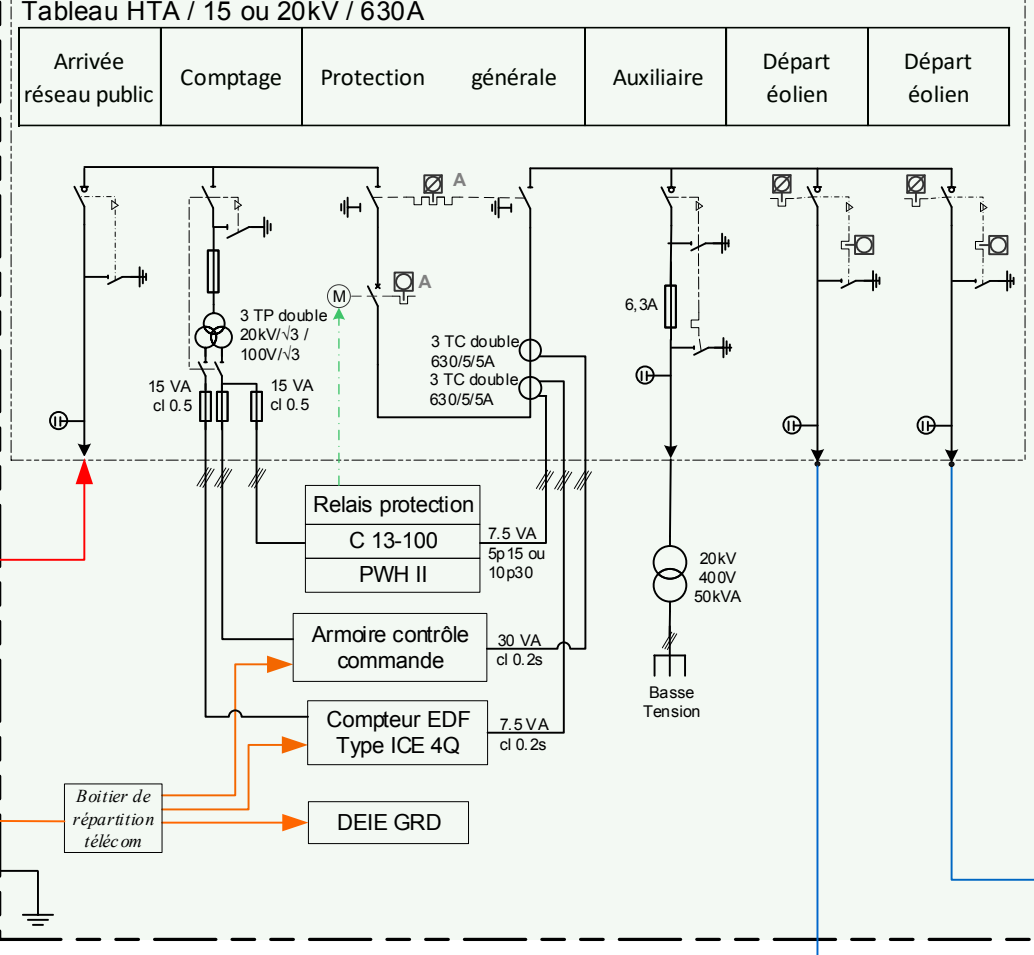 Tableau HTA / 15 ou 20kV / 630A
Arrivée
réseau public
Comptage
Protection générale
Auxiliaire
Départ
éolien
Départ
éolien
A
A
M
6,3A
3 TP double
20kV/√3 /
100V/√3
3 TC double
630/5/5A
3 TC double
630/5/5A
15 VA
cl 0.5
15 VA
cl 0.5
Relais protection
C 13-100
PWH II
7.5 VA
5p15 ou
10p30
20kV
400V
50kVA
Armoire contrôle
commande
30 VA
cl 0.2s
Basse
Tension
Compteur EDF
Type ICE 4Q
7.5 VA
cl 0.2s
Boitier de
répartition
télécom
DEIE GRD